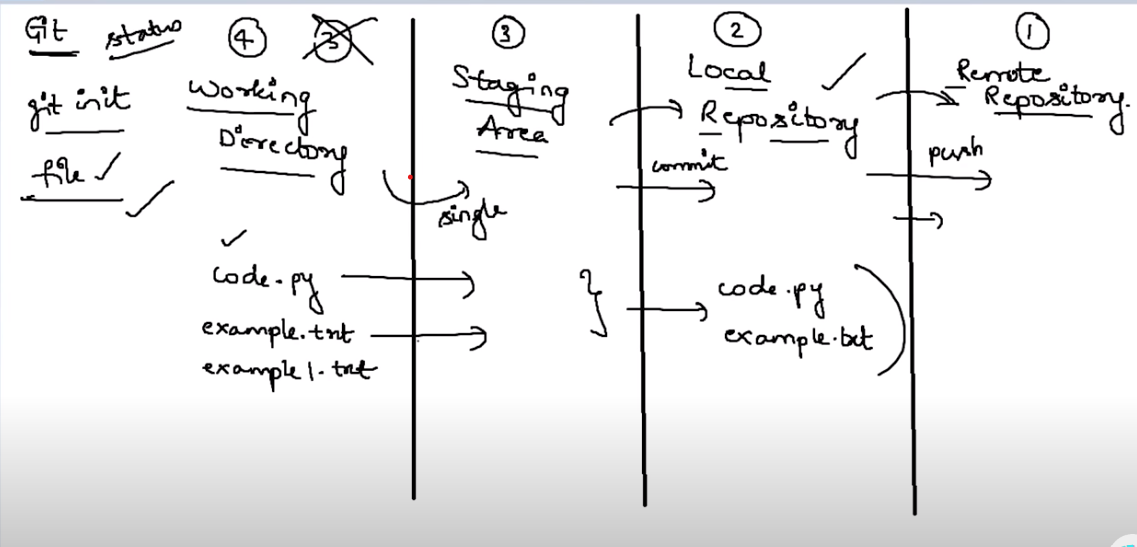 Git status
git init
file
④ ③
Working
Directory
③
Staging
Area
single
②
Local
Repository
commit
①
Remote
Repository.
push
code.py
example.txt
example1.txt
code.py
example.txt